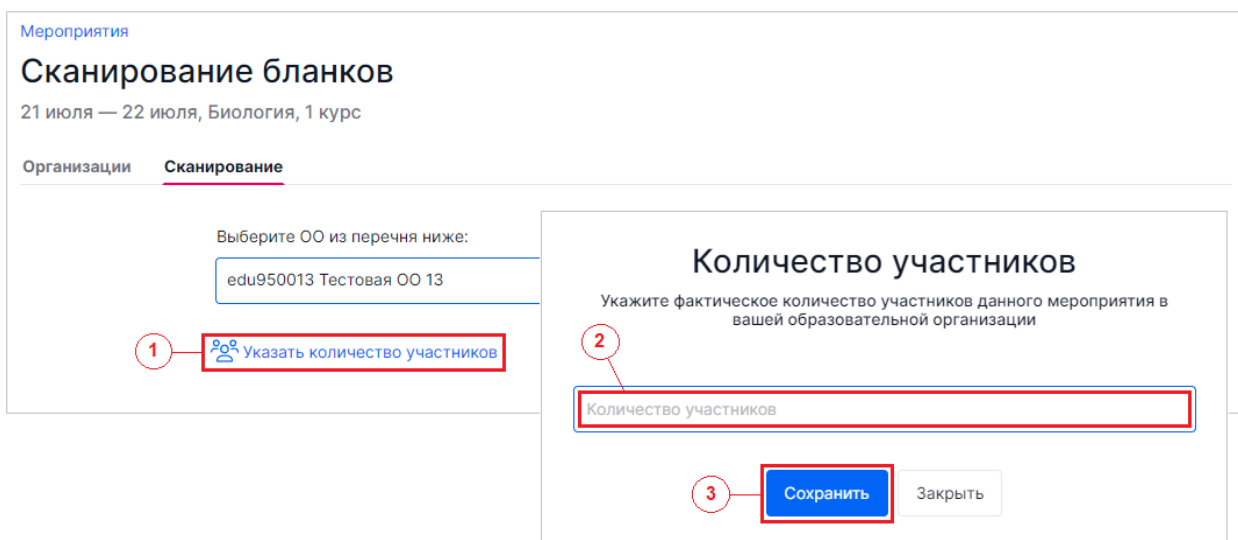 Мероприятия
Сканирование бланков
21 июля — 22 июля, Биология, 1 курс
Организации Сканирование
Выберите ОО из перечня ниже:
edu950013 Тестовая ОО 13
1 Указать количество участников
Количество участников
Укажите фактическое количество участников данного мероприятия в
вашей образовательной организации
2
Количество участников
3 Сохранить Закрыть